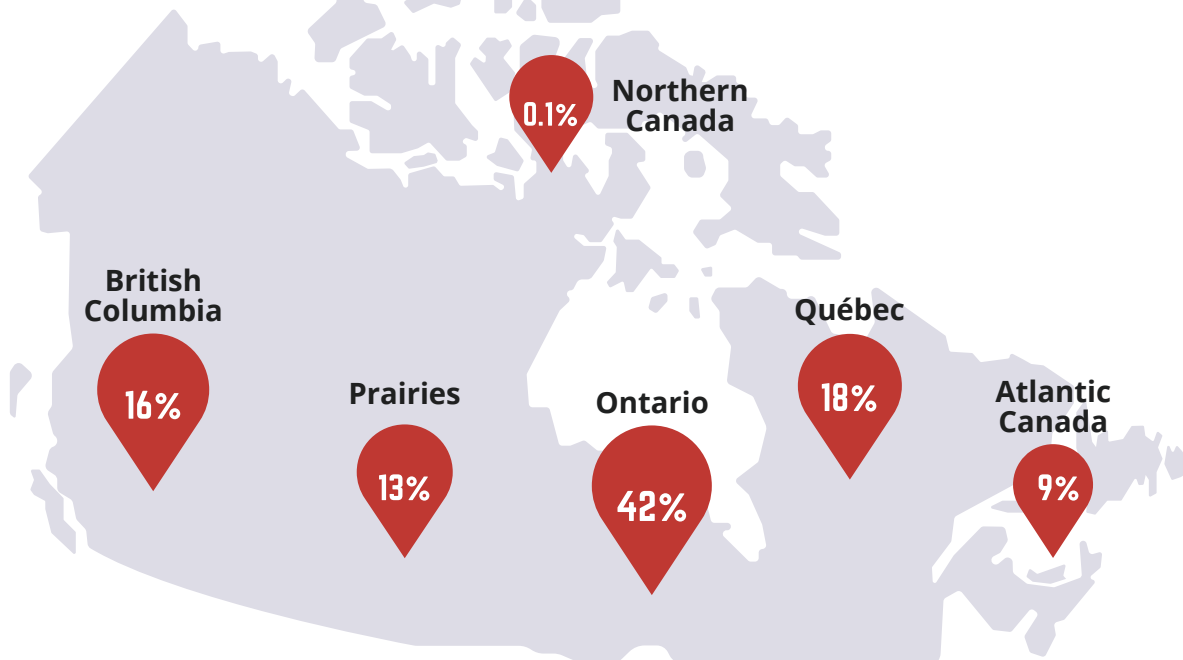 Northern
Canada
0.1%
British
Columbia
16%
Prairies
13%
Ontario
42%
Québec
18%
Atlantic
Canada
9%